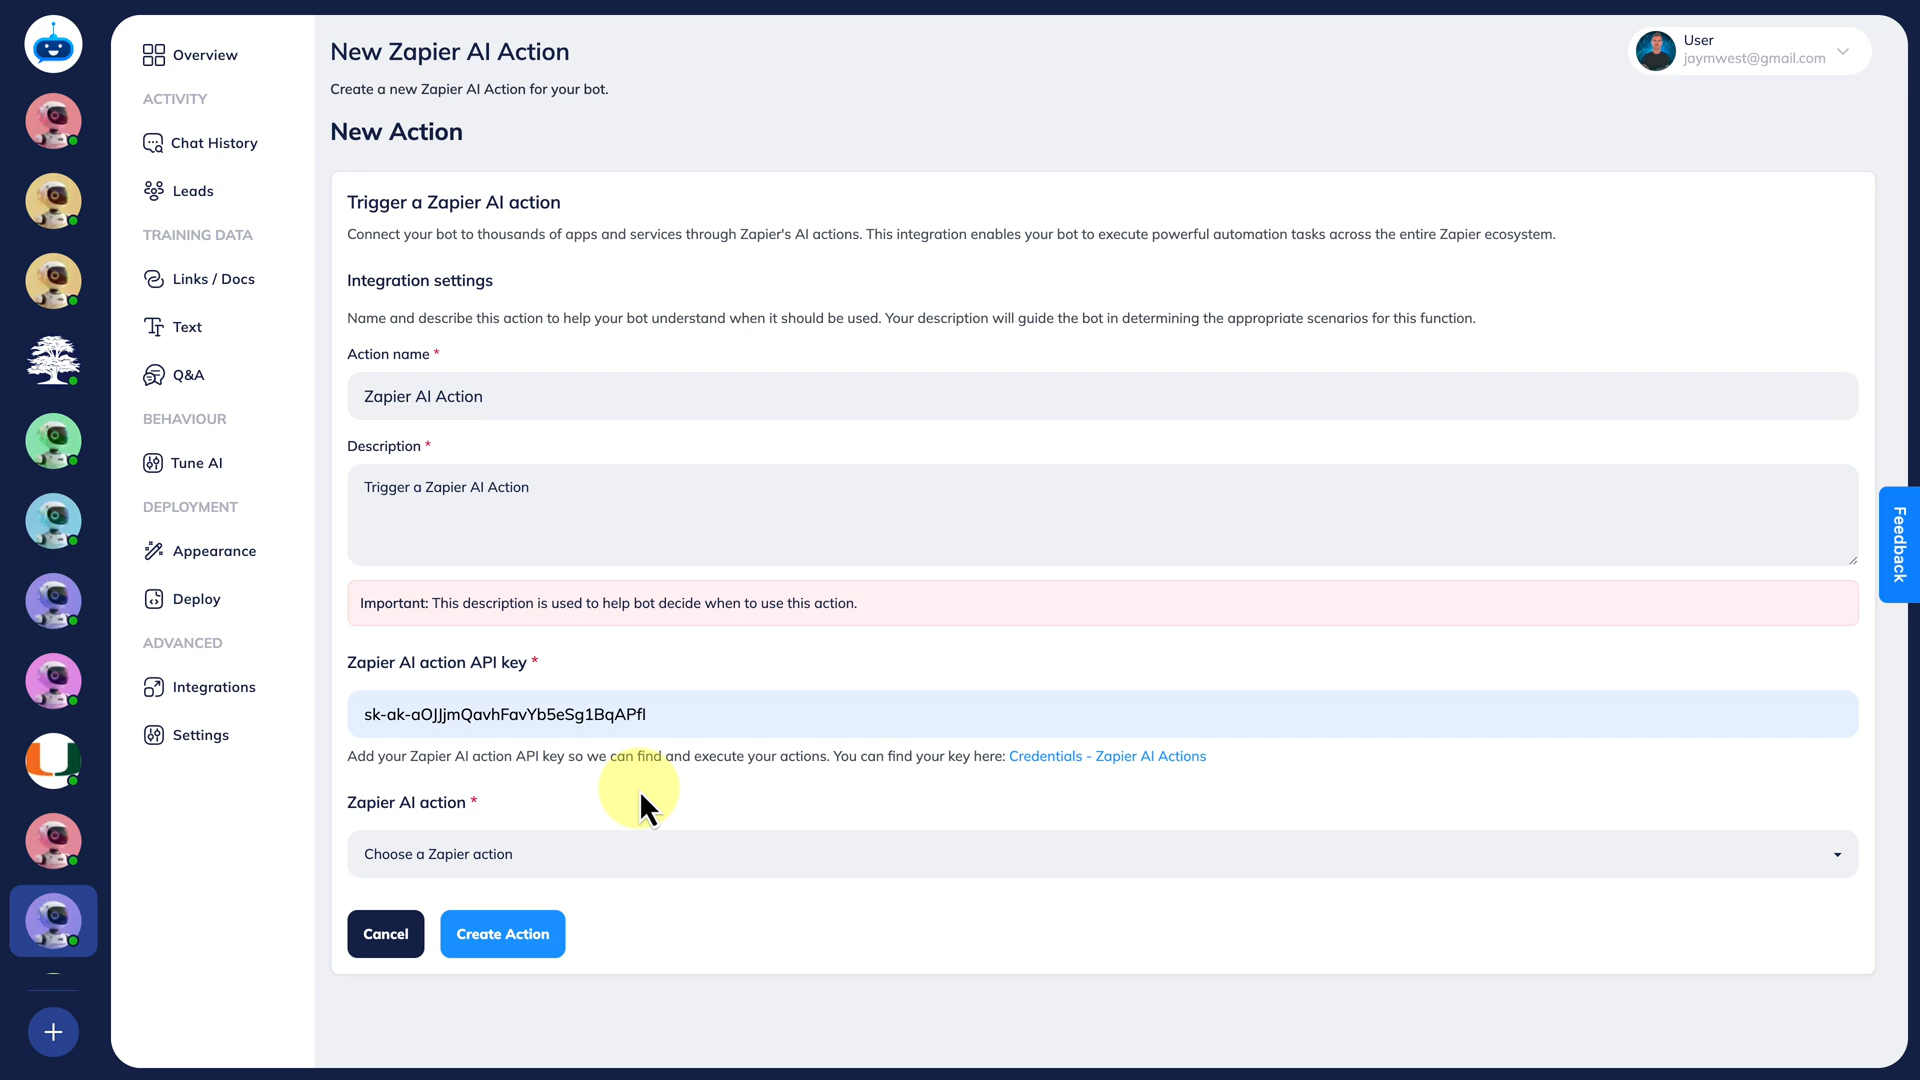 Overview
ACTIVITY
Chat History
Leads
TRAINING DATA
Links / Docs
Text
Q&A
BEHAVIOUR
Tune AI
DEPLOYMENT
Appearance
Deploy
ADVANCED
Integrations
Settings
New Zapier AI Action
Create a new Zapier AI Action for your bot.
User
jaymwest@gmail.com
New Action
Trigger a Zapier AI action
Connect your bot to thousands of apps and services through Zapier's AI actions. This integration enables your bot to execute powerful automation tasks across the entire Zapier ecosystem.
Integration settings
Name and describe this action to help your bot understand when it should be used. Your description will guide the bot in determining the appropriate scenarios for this function.
Action name *
Zapier AI Action
Description *
Trigger a Zapier AI Action
Important: This description is used to help bot decide when to use this action.
Zapier AI action API key *
sk-ak-aOJJjmQavhFavYb5eSg1BqAPfI
Add your Zapier AI action API key so we can find and execute your actions. You can find your key here: Credentials - Zapier AI Actions
Zapier AI action *
Choose a Zapier action
Cancel
Create Action
Feedback